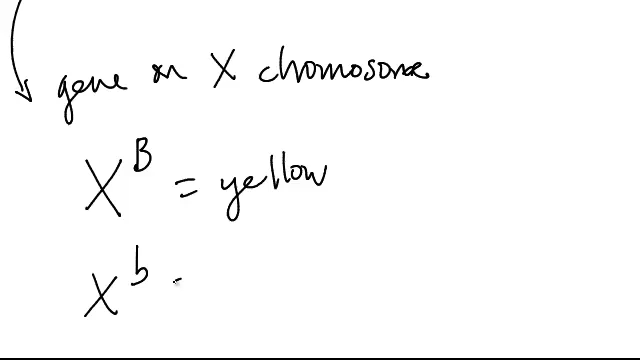 gene on X chromosome
X^B = yellow
X^b -